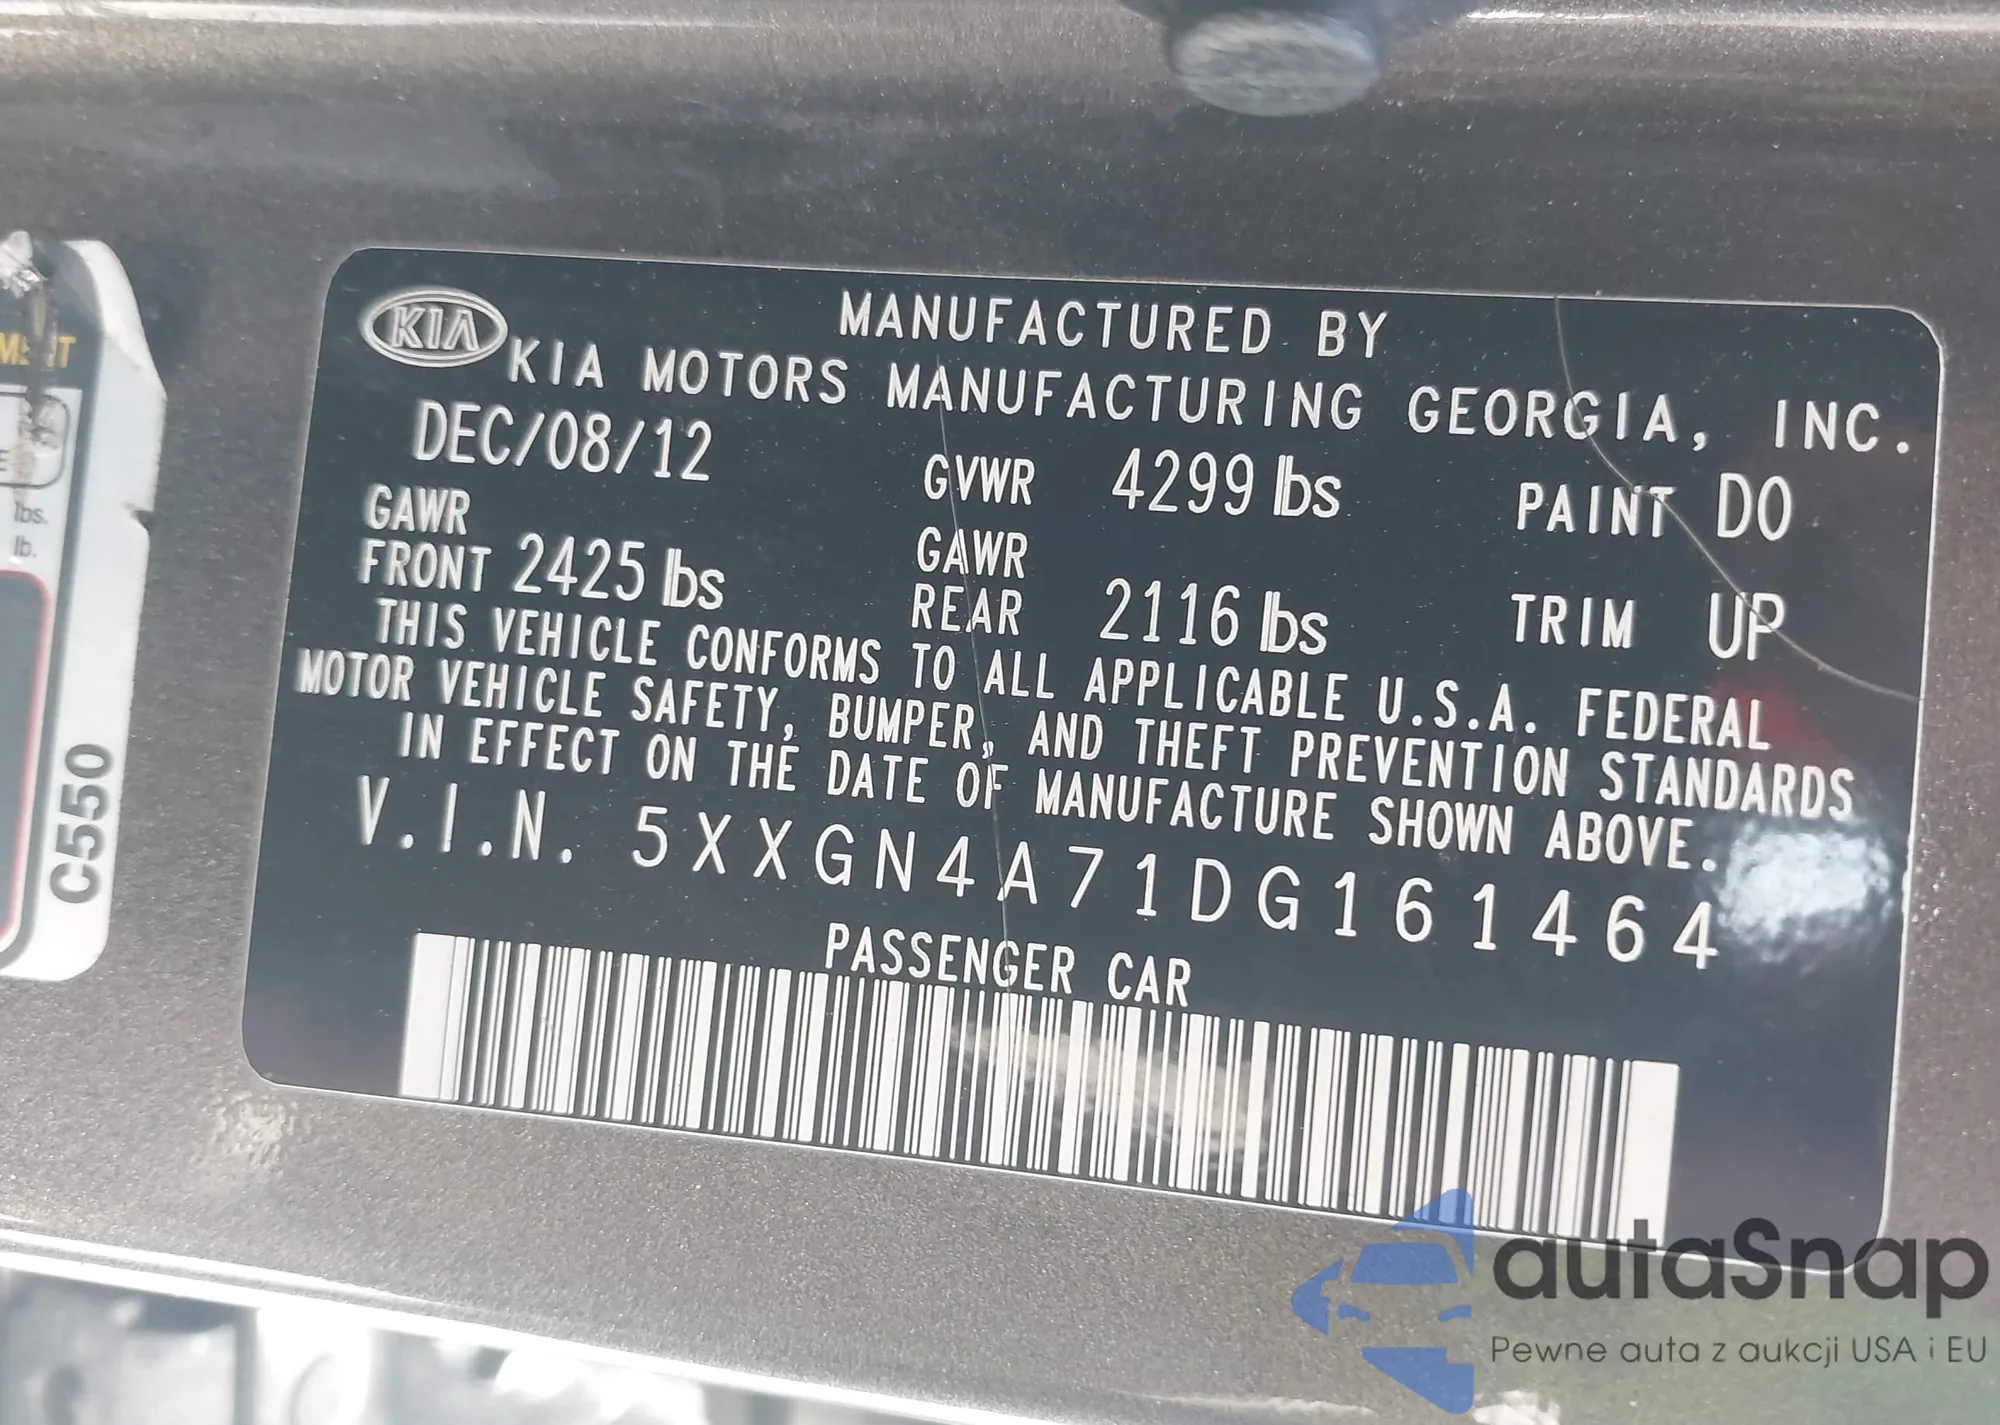 KIA
MANUFACTURED BY
KIA MOTORS MANUFACTURING GEORGIA, INC.
DEC/08/12 GVWR 4299 lbs PAINT D0
GAWR FRONT 2425 lbs GAWR REAR 2116 lbs TRIM UP
THIS VEHICLE CONFORMS TO ALL APPLICABLE U.S.A. FEDERAL
MOTOR VEHICLE SAFETY, BUMPER, AND THEFT PREVENTION STANDARDS
IN EFFECT ON THE DATE OF MANUFACTURE SHOWN ABOVE.
V.I.N. 5XXGN4A71DG161464
PASSENGER CAR
lbs.
lb.
C550
autaSnap
Pewne auta z aukcji USA i EU